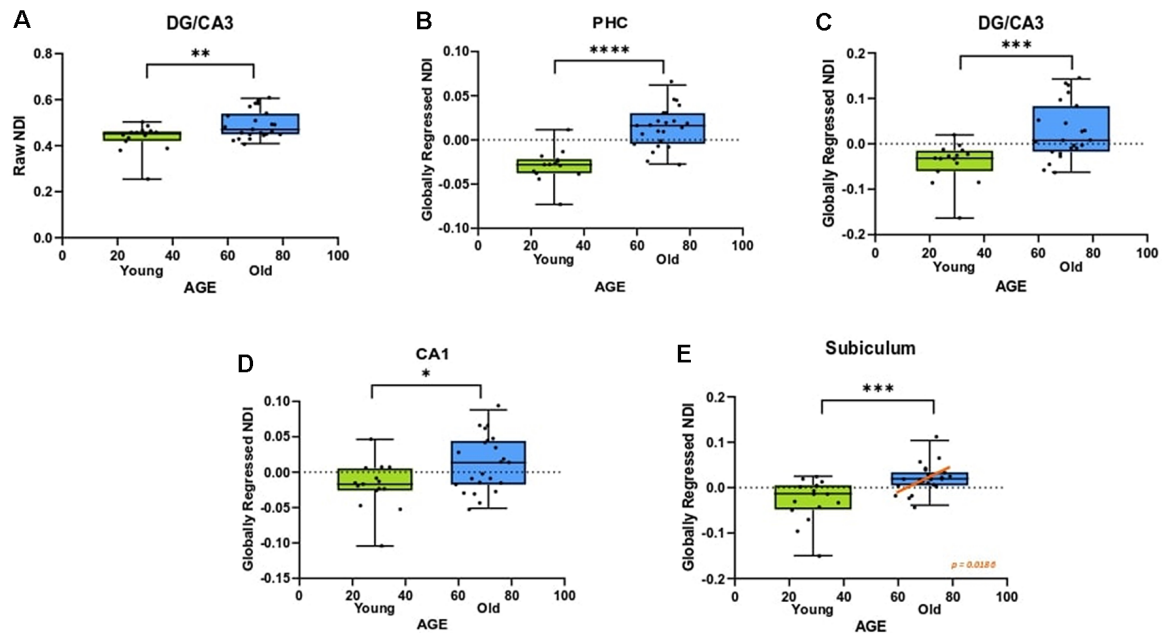 A
DG/CA3
**
Raw NDI
0.8
0.6
0.4
0.2
0.0
0 20 40 60 80 100
Young Old
AGE
B
PHC
****
Globally Regressed NDI
0.10
0.05
0.00
-0.05
-0.10
0 20 40 60 80 100
Young Old
AGE
C
DG/CA3
***
Globally Regressed NDI
0.2
0.1
0.0
-0.1
-0.2
0 20 40 60 80 100
Young Old
AGE
D
CA1
*
Globally Regressed NDI
0.10
0.05
0.00
-0.05
-0.10
-0.15
0 20 40 60 80 100
Young Old
AGE
E
Subiculum
***
Globally Regressed NDI
0.2
0.1
0.0
-0.1
-0.2
p = 0.0186
0 20 40 60 80 100
Young Old
AGE